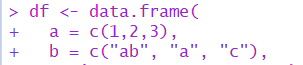 > df <- data.frame(
+   a = c(1,2,3),
+   b = c("ab", "a", "c"),